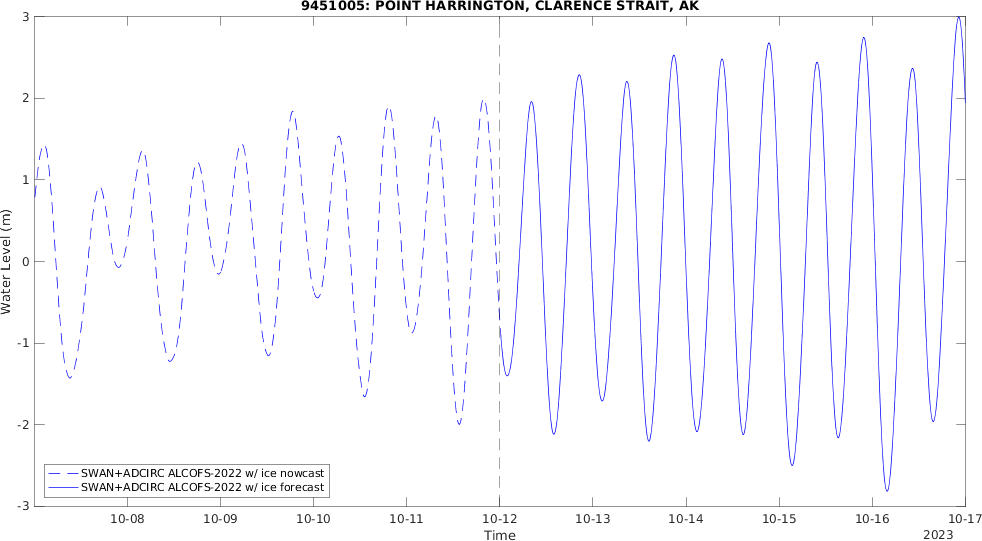 9451005: POINT HARRINGTON, CLARENCE STRAIT, AK
3
2
1
0
-1
-2
-3
Water Level (m)
SWAN+ADCIRC ALCOFS-2022 w/ ice nowcast
SWAN+ADCIRC ALCOFS-2022 w/ ice forecast
10-08 10-09 10-10 10-11 10-12 10-13 10-14 10-15 10-16 10-17
Time
2023